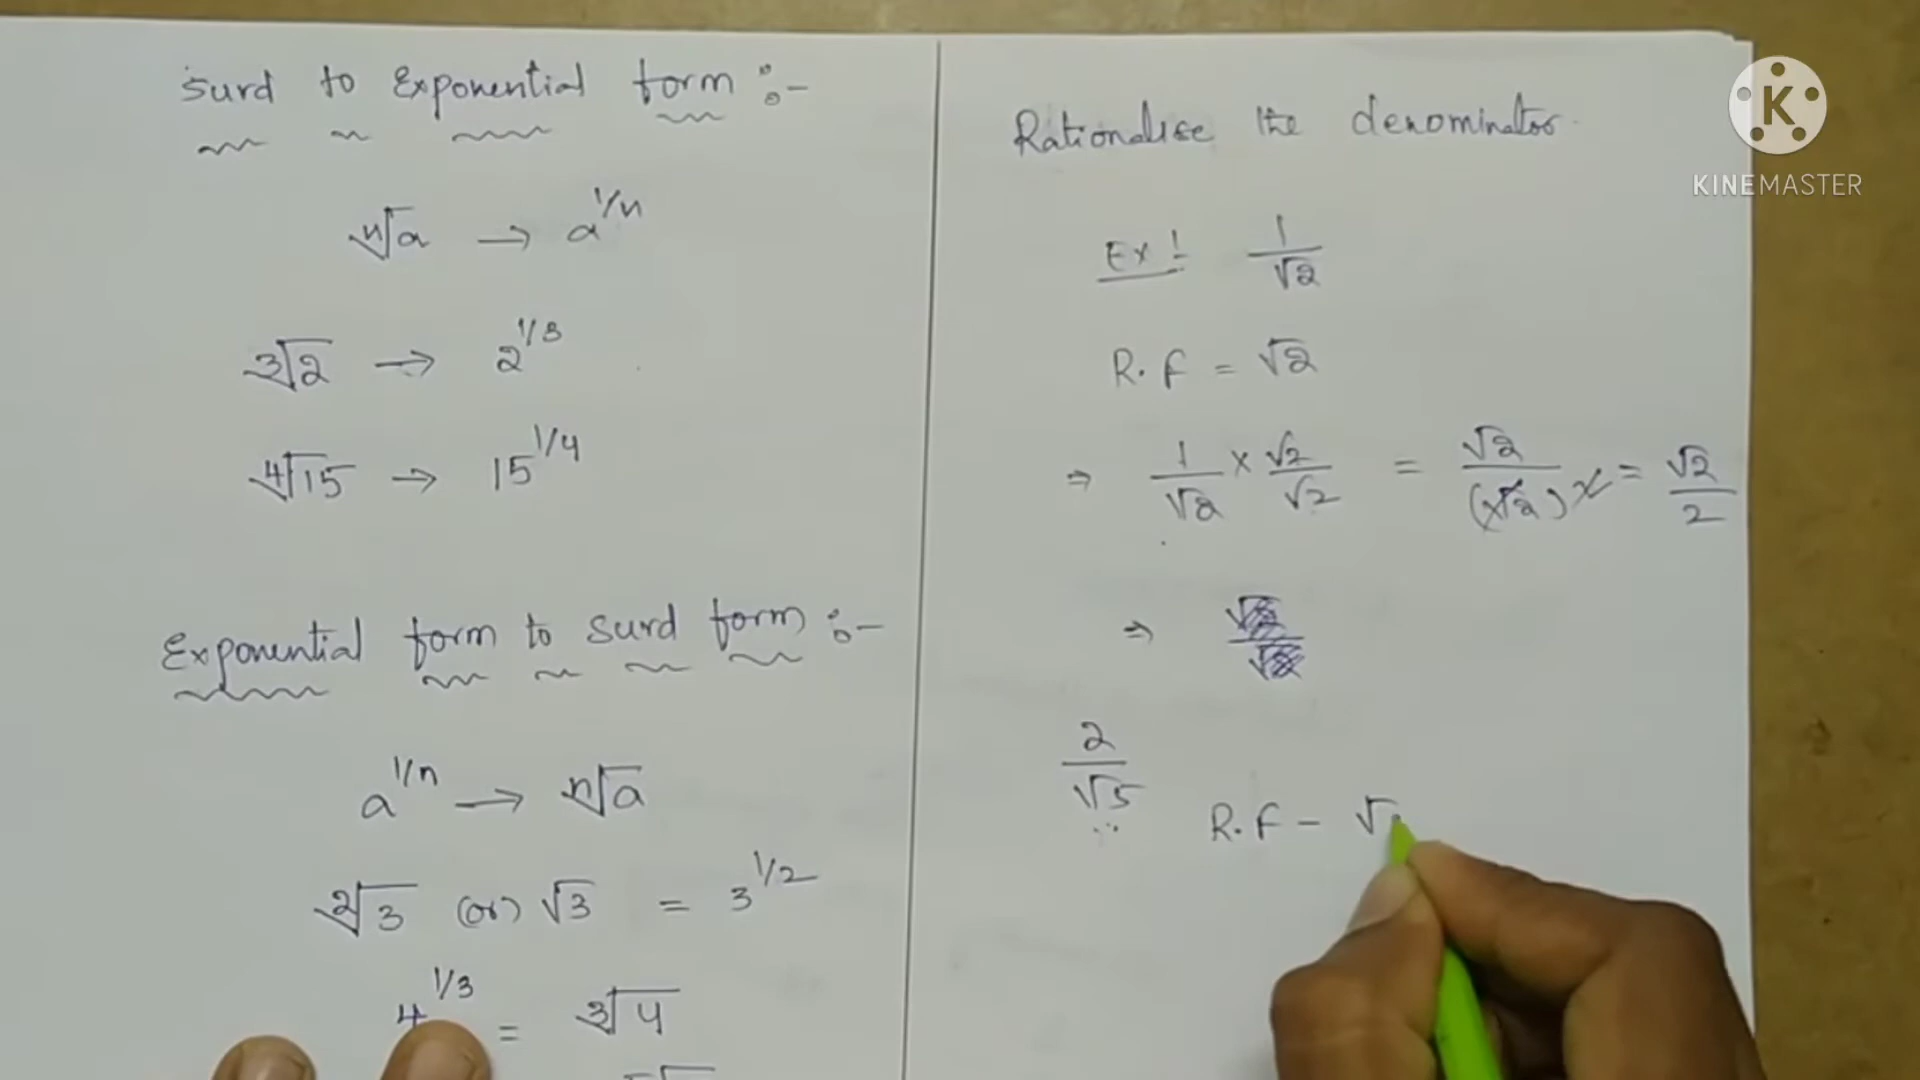 Surd to Exponential form :-
ⁿ√a → a^1/n
³√2 → 2^1/3
⁴√15 → 15^1/4
Exponential form to surd form :-
a^1/n → ⁿ√a
²√3 (or) √3 = 3^1/2
4^1/3 = ³√4
Rationalise the denominator.
Ex: 1/√2
R.F = √2
⇒ 1/√2 × √2/√2 = √2/(√2)² = √2/2
⇒
2/√5 R.F - √
KINEMASTER